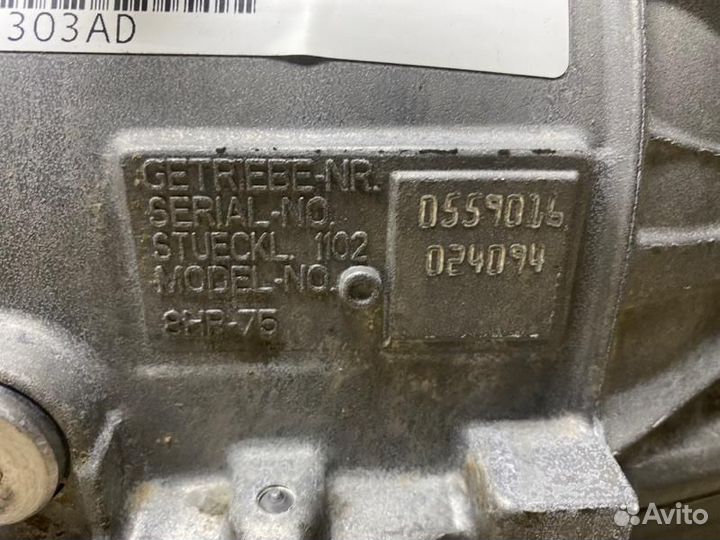 303AD
GETRIEBE-NR.
SERIAL-NO.
STUECKL. 1102
MODEL-NO.
8HP-75
0559016
024094
Avito